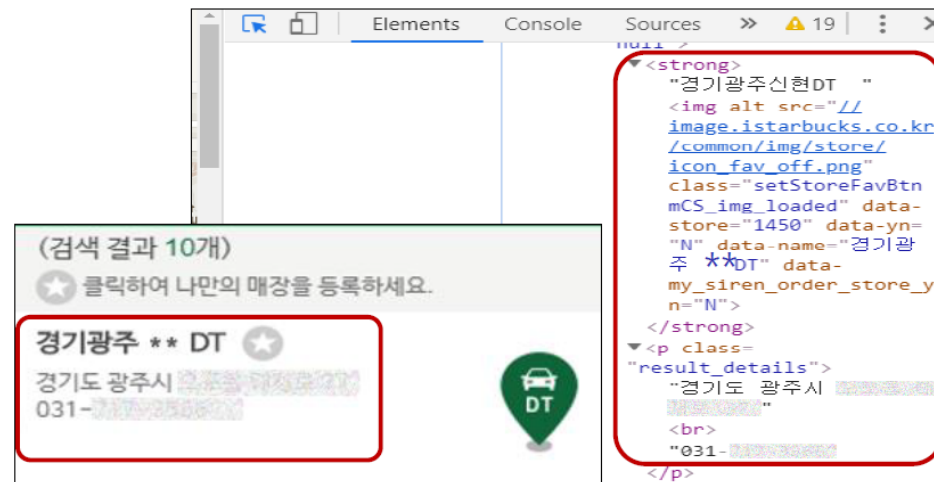 Elements Console Sources » 19
null >
<strong>
"경기광주신현DT "
<img alt src="//
image.istarbucks.co.kr
/common/img/store/
icon_fav_off.png"
class="setStoreFavBtn
mCS_img_loaded" data-
store="1450" data-yn=
"N" data-name="경기광
주 **DT" data-
my_siren_order_store_y
n="N">
</strong>
<p class=
"result_details">
"경기도 광주시
"
<br>
"031-
</p>
(검색 결과 10개)
클릭하여 나만의 매장을 등록하세요.
경기광주 ** DT
경기도 광주시
031-
DT